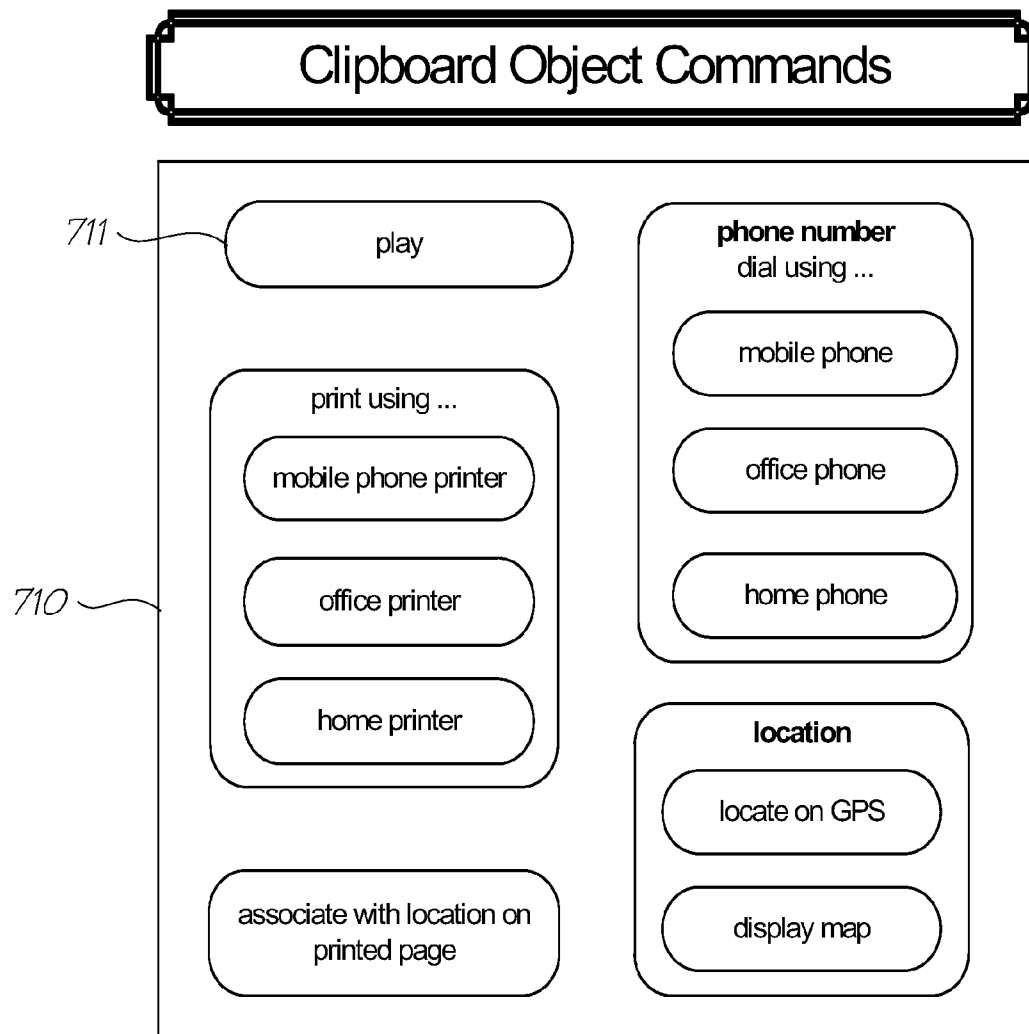 Clipboard Object Commands
711
play
print using ...
mobile phone printer
office printer
710
home printer
associate with location on
printed page
phone number
dial using ...
mobile phone
office phone
home phone
location
locate on GPS
display map